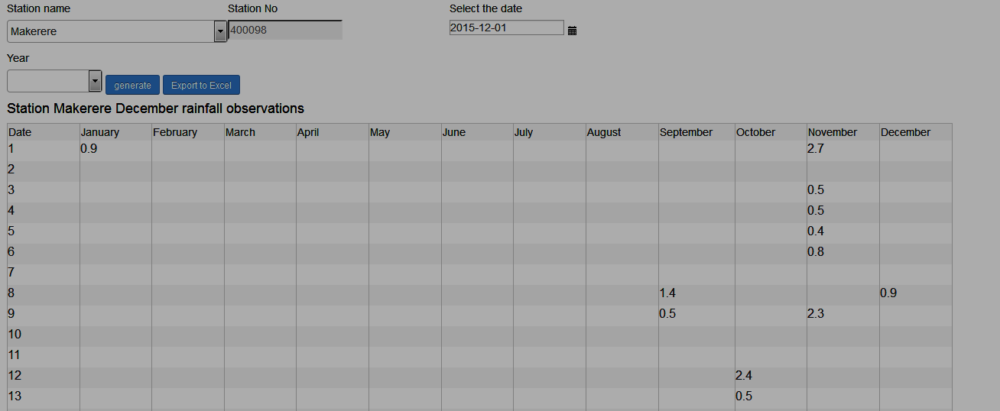 Station name Station No Select the date
Makerere 400098 2015-12-01
Year
generate Export to Excel
Station Makerere December rainfall observations
Date January February March April May June July August September October November December
1 0.9 2.7
2
3 0.5
4 0.5
5 0.4
6 0.8
7
8 1.4 0.9
9 0.5 2.3
10
11
12 2.4
13 0.5